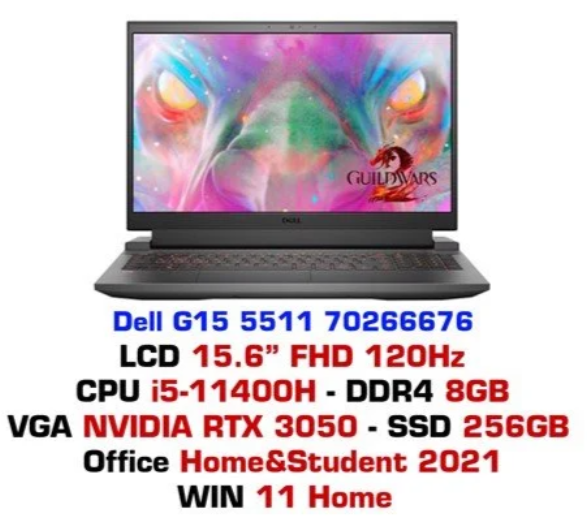 GUILDWARS
DELL
Dell G15 5511 70266676
LCD 15.6” FHD 120Hz
CPU i5-11400H - DDR4 8GB
VGA NVIDIA RTX 3050 - SSD 256GB
Office Home&Student 2021
WIN 11 Home